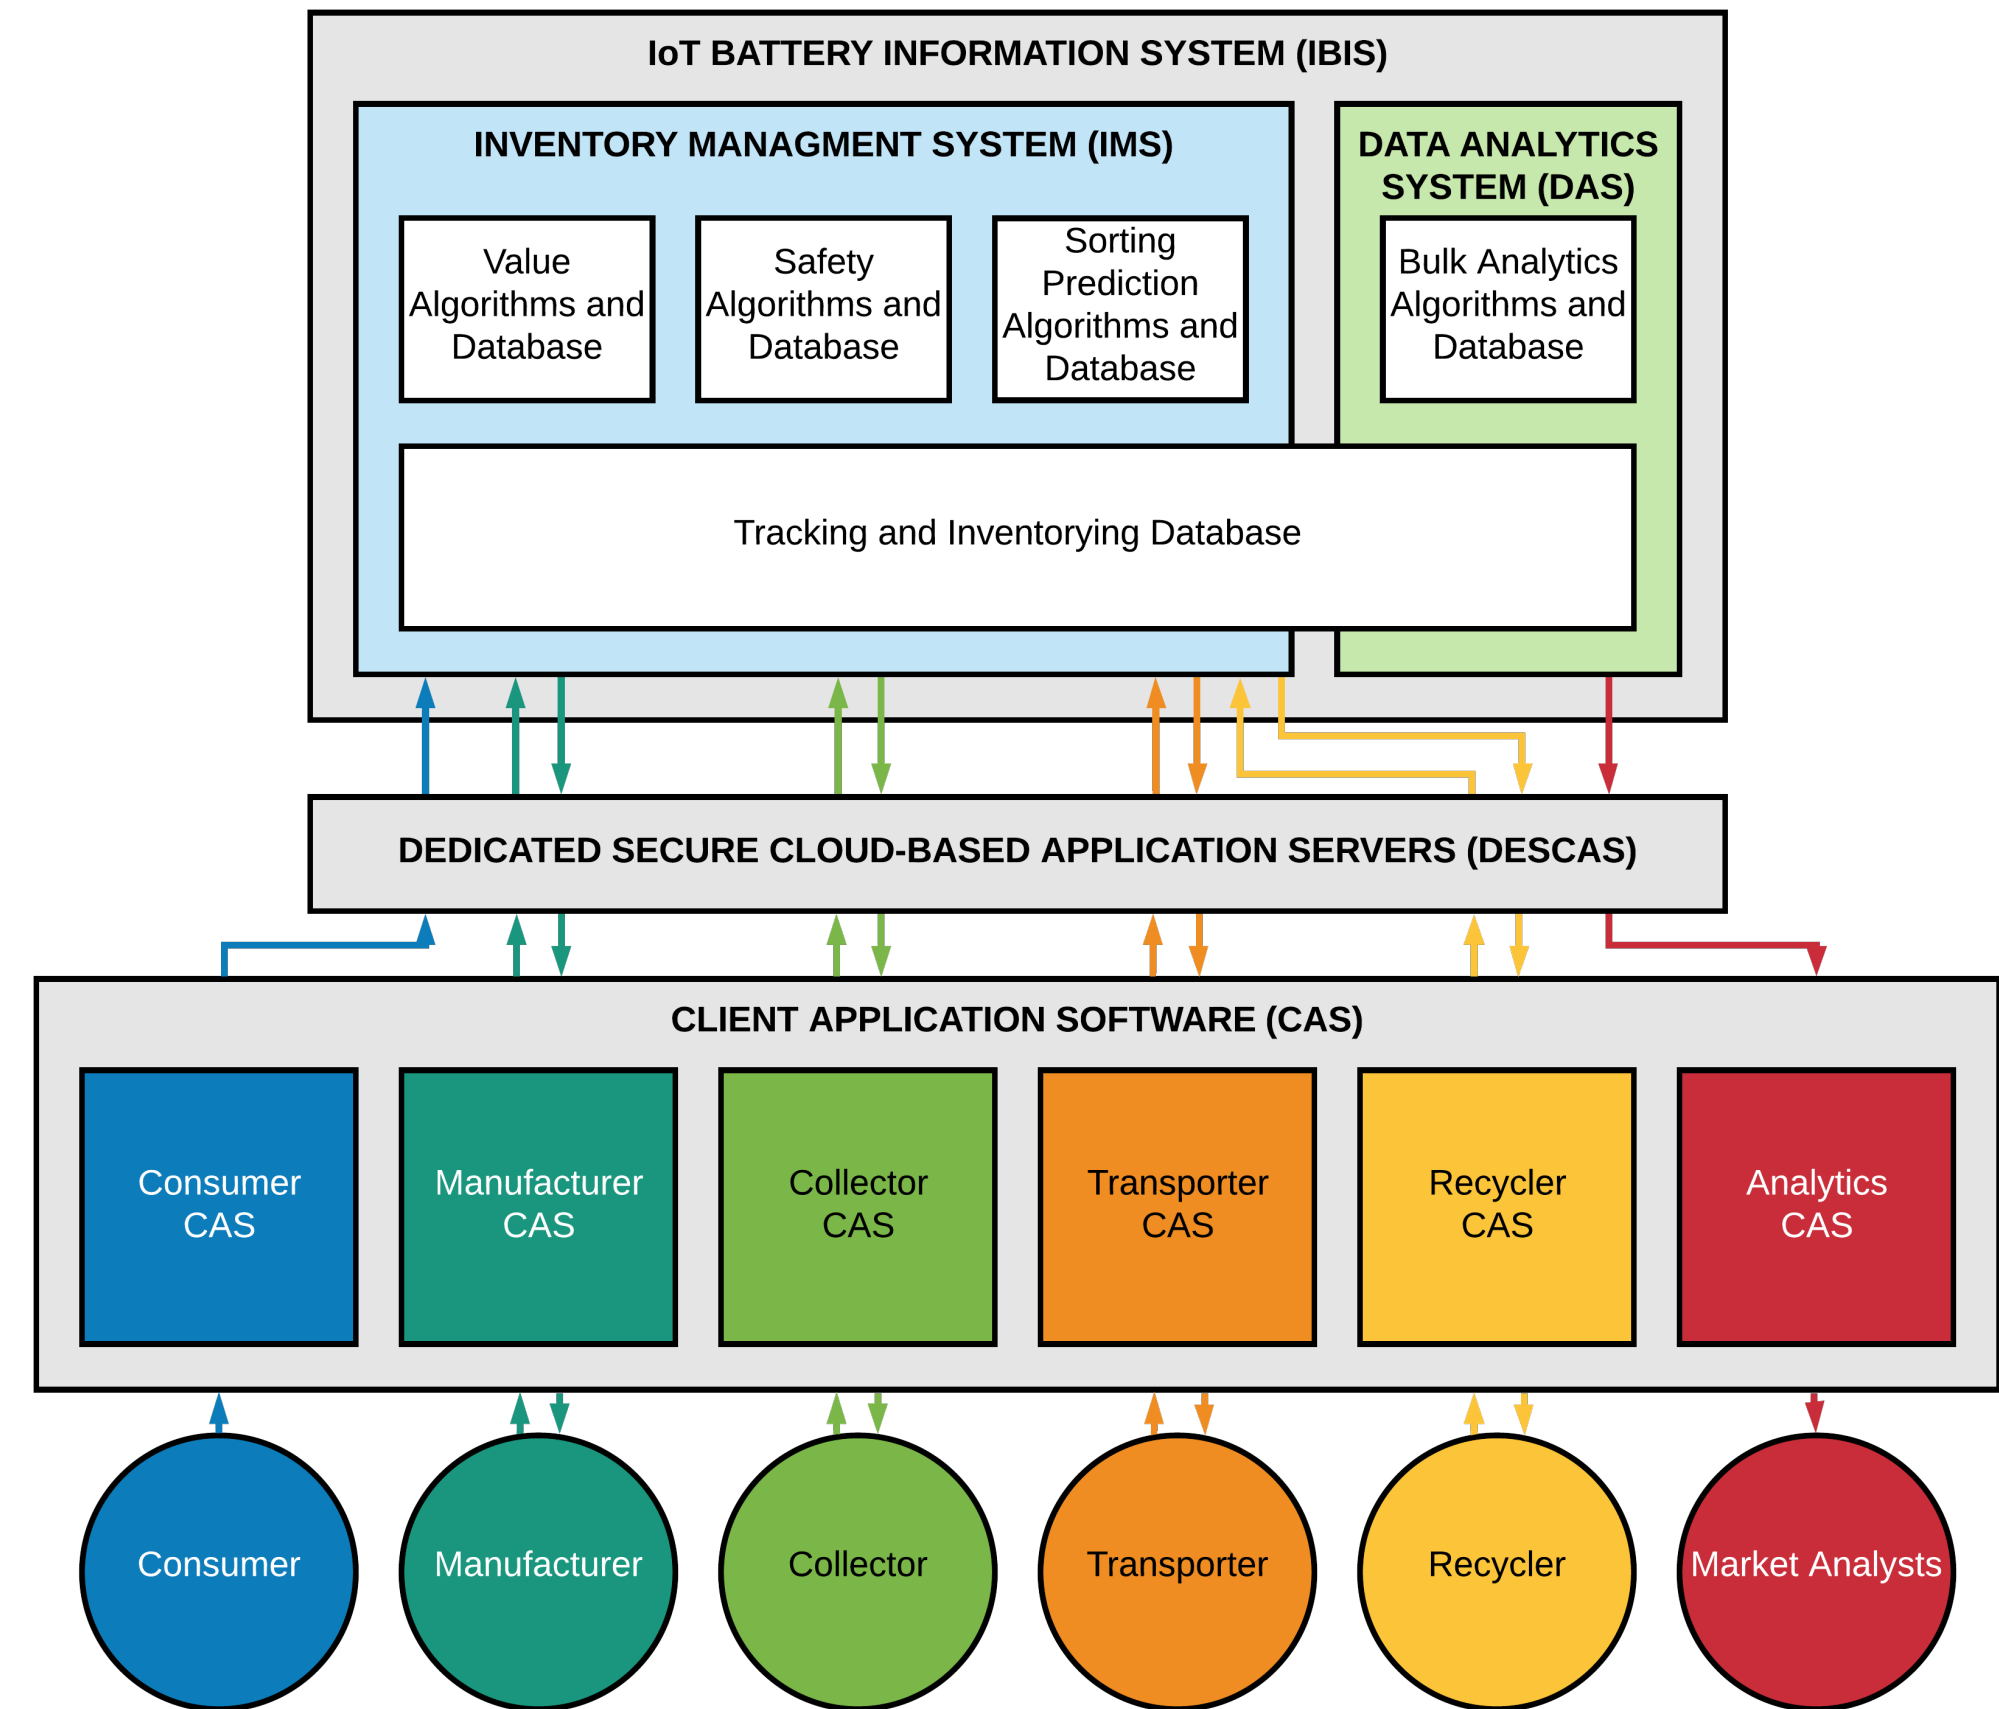 IoT BATTERY INFORMATION SYSTEM (IBIS)
INVENTORY MANAGMENT SYSTEM (IMS)
DATA ANALYTICS
SYSTEM (DAS)
Value
Algorithms and
Database
Safety
Algorithms and
Database
Sorting
Prediction
Algorithms and
Database
Bulk Analytics
Algorithms and
Database
Tracking and Inventorying Database
DEDICATED SECURE CLOUD-BASED APPLICATION SERVERS (DESCAS)
CLIENT APPLICATION SOFTWARE (CAS)
Consumer
CAS
Manufacturer
CAS
Collector
CAS
Transporter
CAS
Recycler
CAS
Analytics
CAS
Consumer
Manufacturer
Collector
Transporter
Recycler
Market Analysts